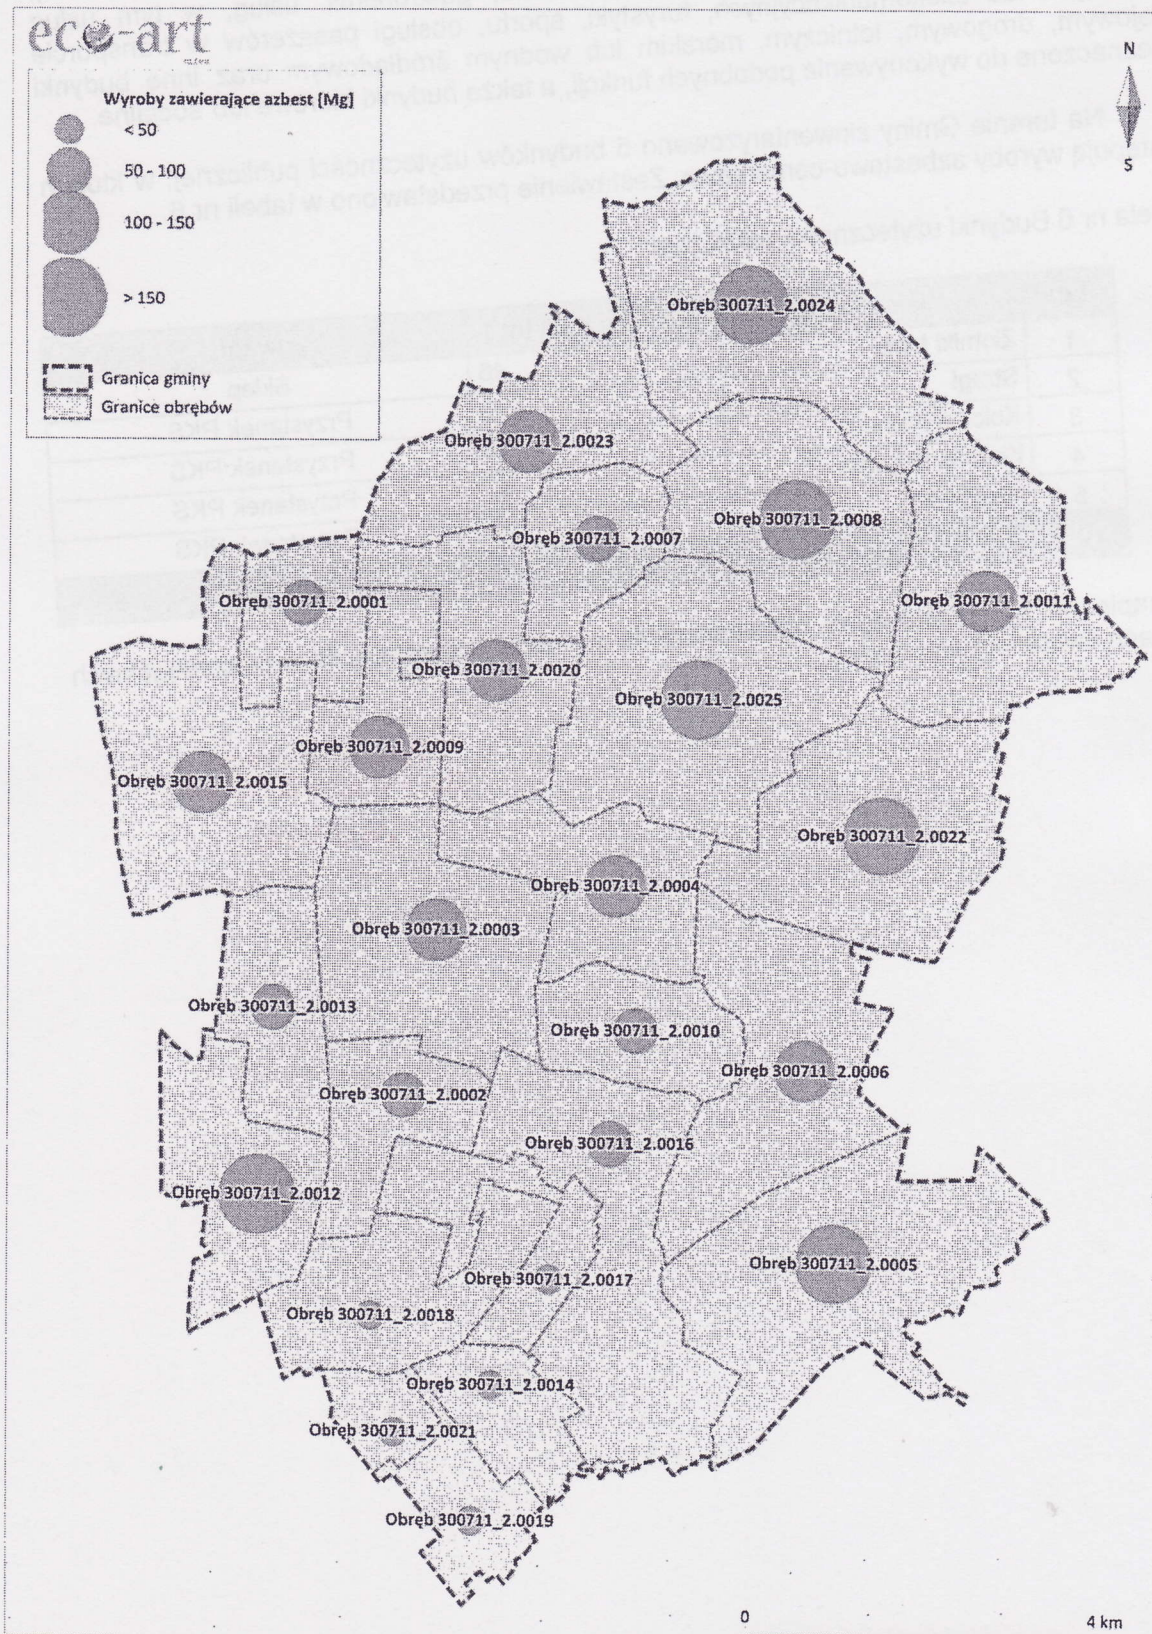 eco-art
Wyroby zawierające azbest [Mg]
< 50
50 - 100
100 - 150
> 150
Granica gminy
Granice obrębów
N
S
Obręb 300711_2.0024
Obręb 300711_2.0023
Obręb 300711_2.0008
Obręb 300711_2.0007
Obręb 300711_2.0001
Obręb 300711_2.0011
Obręb 300711_2.0020
Obręb 300711_2.0025
Obręb 300711_2.0009
Obręb 300711_2.0015
Obręb 300711_2.0022
Obręb 300711_2.0004
Obręb 300711_2.0003
Obręb 300711_2.0013
Obręb 300711_2.0010
Obręb 300711_2.0006
Obręb 300711_2.0002
Obręb 300711_2.0016
Obręb 300711_2.0012
Obręb 300711_2.0005
Obręb 300711_2.0017
Obręb 300711_2.0018
Obręb 300711_2.0014
Obręb 300711_2.0021
Obręb 300711_2.0019
0
4 km